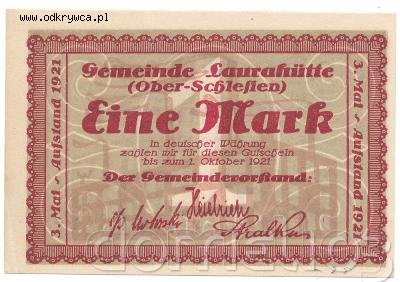 www.odkrywca.pl
Gemeinde Laurahütte
(Ober-Schlesien)
Eine Mark
in deutscher Währung
zahlen wir für diesen Gutschein
bis zum 1. Oktober 1921
Der Gemeindevorstand:
3. Mai - Aufstand 1921
3. Mai - Aufstand 1921